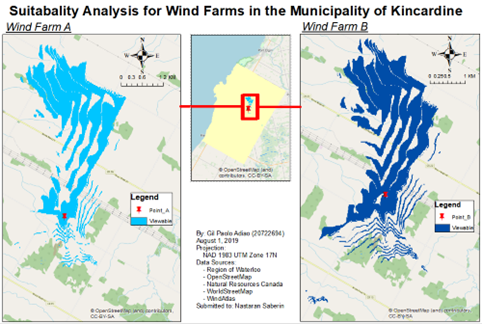 Suitabality Analysis for Wind Farms in the Municipality of Kincardine
Wind Farm A
Wind Farm B
N
W
E
S
0 0.3 0.6 1.2 KM
N
W
E
S
0 0.25 0.5 1 KM
© OpenStreetMap (and)
contributors, CC-BY-SA
Legend
Point_A
Viewable
Legend
Point_B
Viewable
By: Gil Paolo Adiao (20722694)
August 1, 2019
Projection:
NAD 1983 UTM Zone 17N
Data Sources:
- Region of Waterloo
- OpenStreetMap
- Natural Resources Canada
- WorldStreetMap
- WindAtlas
Submitted to: Nastaran Saberin
© OpenStreetMap (and) contributors,
CC-BY-SA
© OpenStreetMap (and) contributors,
CC-BY-SA